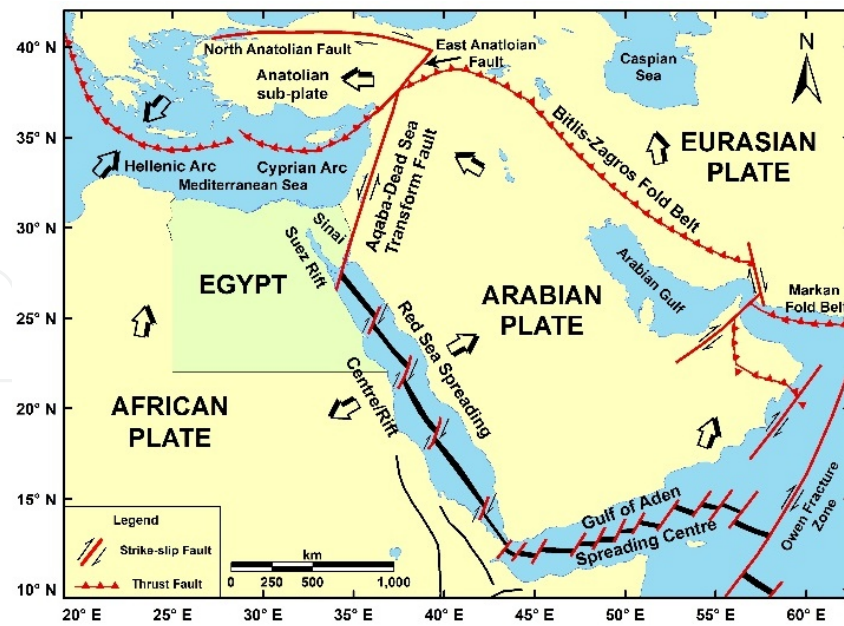 40° N
35° N
30° N
25° N
20° N
15° N
10° N
North Anatolian Fault
East Anatloian
Fault
Caspian
Sea
N
Anatolian
sub-plate
Bitlis-Zagros Fold Belt
EURASIAN
PLATE
Hellenic Arc
Cyprian Arc
Mediterranean Sea
Aqaba-Dead Sea
Transform Fault
Sinai
Suez Rift
EGYPT
Arabian Gulf
Markan
Fold Belt
ARABIAN
PLATE
Red Sea Spreading
Centre/Rift
AFRICAN
PLATE
Gulf of Aden
Spreading Centre
Owen Fracture
Zone
Legend
Strike-slip Fault
Thrust Fault
km
0 250 500 1,000
20° E 25° E 30° E 35° E 40° E 45° E 50° E 55° E 60° E